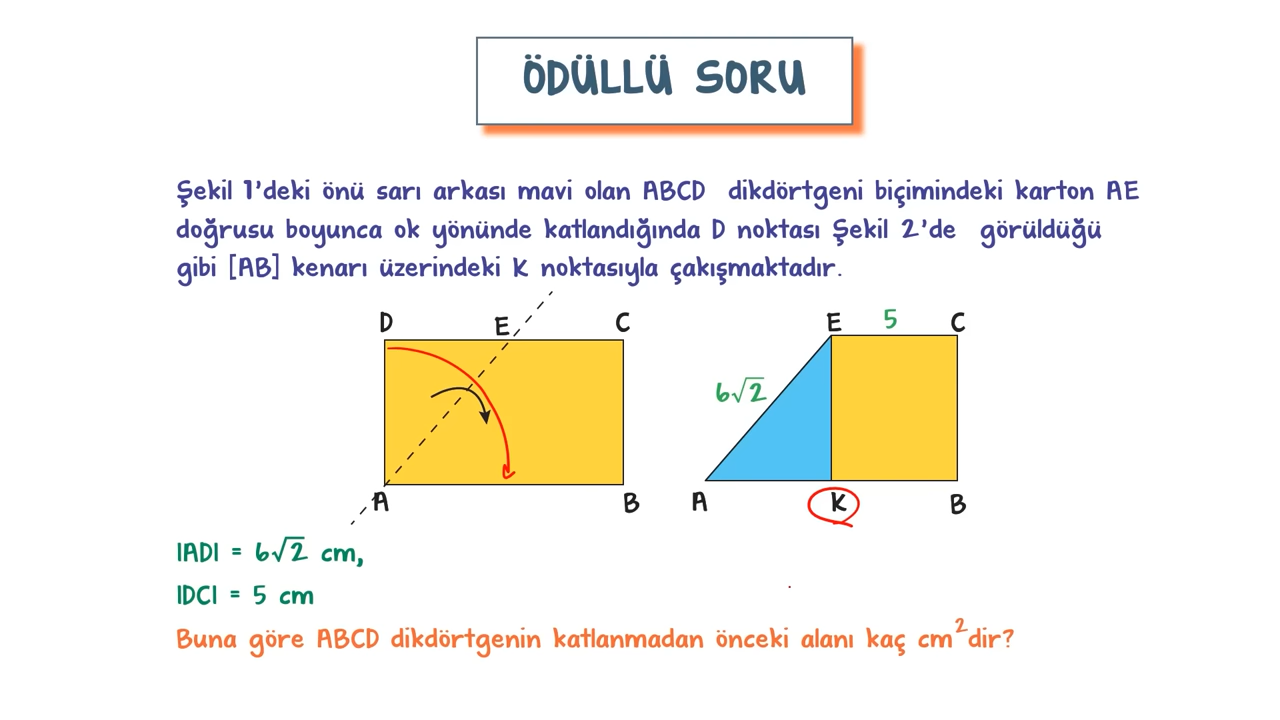 ÖDÜLLÜ SORU
Şekil 1'deki önü sarı arkası mavi olan ABCD dikdörtgeni biçimindeki karton AE
doğrusu boyunca ok yönünde katlandığında D noktası Şekil 2'de görüldüğü
gibi [AB] kenarı üzerindeki K noktasıyla çakışmaktadır.
D E C
E 5 C
6√2
A B
A K B
|AD| = 6√2 cm,
|DC| = 5 cm
Buna göre ABCD dikdörtgenin katlanmadan önceki alanı kaç cm²dir?